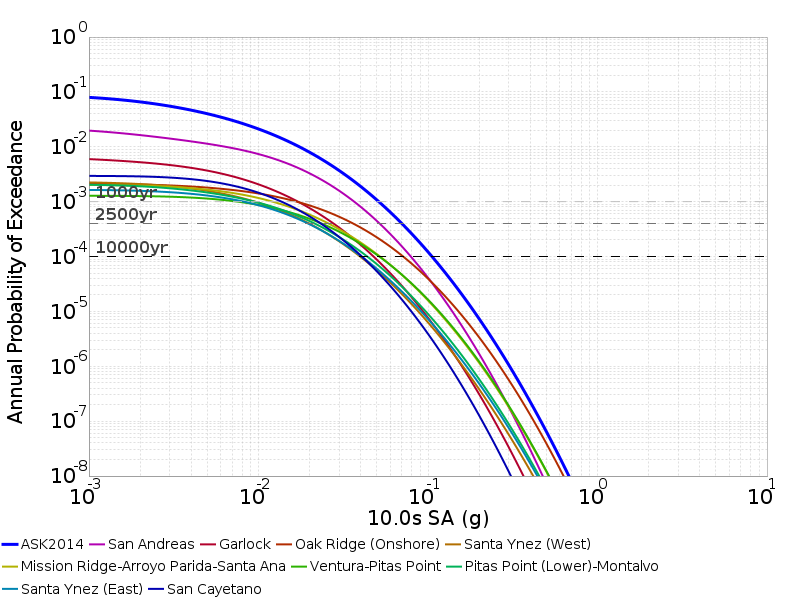 10^0
10^-1
10^-2
10^-3
10^-4
10^-5
10^-6
10^-7
10^-8
Annual Probability of Exceedance
1000yr
2500yr
10000yr
10^-3 10^-2 10^-1 10^0 10^1
10.0s SA (g)
ASK2014 San Andreas Garlock Oak Ridge (Onshore) Santa Ynez (West)
Mission Ridge-Arroyo Parida-Santa Ana Ventura-Pitas Point Pitas Point (Lower)-Montalvo
Santa Ynez (East) San Cayetano